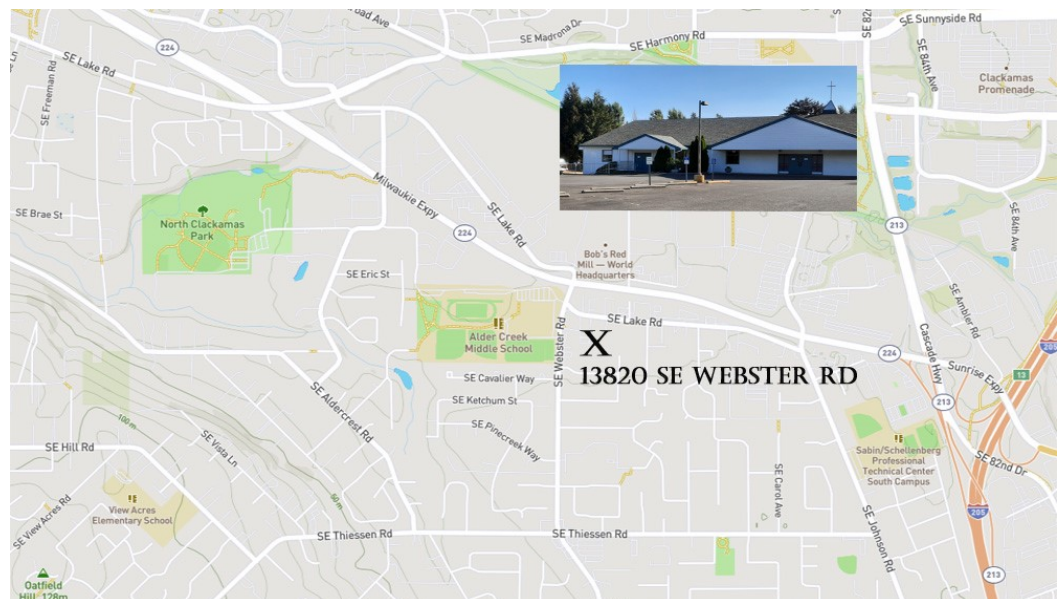 SE Sunnyside Rd
SE 82
SE Madrona Dr
SE Harmony Rd
SE 84th Ave
Clackamas
Promenade
224
SE Lake Rd
SE Freeman Rd
SE Brae St
North Clackamas
Park
Milwaukie Expy
224
SE Lake Rd
Bob's Red
Mill — World
Headquarters
213
SE 84th Ave
SE Eric St
Alder Creek
Middle School
SE Webster Rd
SE Lake Rd
X
13820 SE WEBSTER RD
SE Ambler Rd
Cascade Hwy
224
Sunrise Expy
205
13
213
SE Cavalier Way
SE Ketchum St
SE Pinecreek Way
SE Aldercrest Rd
100 m
SE Vista Ln
SE Hill Rd
50 m
SE View Acres Rd
View Acres
Elementary School
SE Carol Ave
Sabin/Schellenberg
Professional
Technical Center
South Campus
SE 82nd Dr
205
SE Thiessen Rd
SE Thiessen Rd
SE Johnson Rd
213
Oatfield
Hill 128m